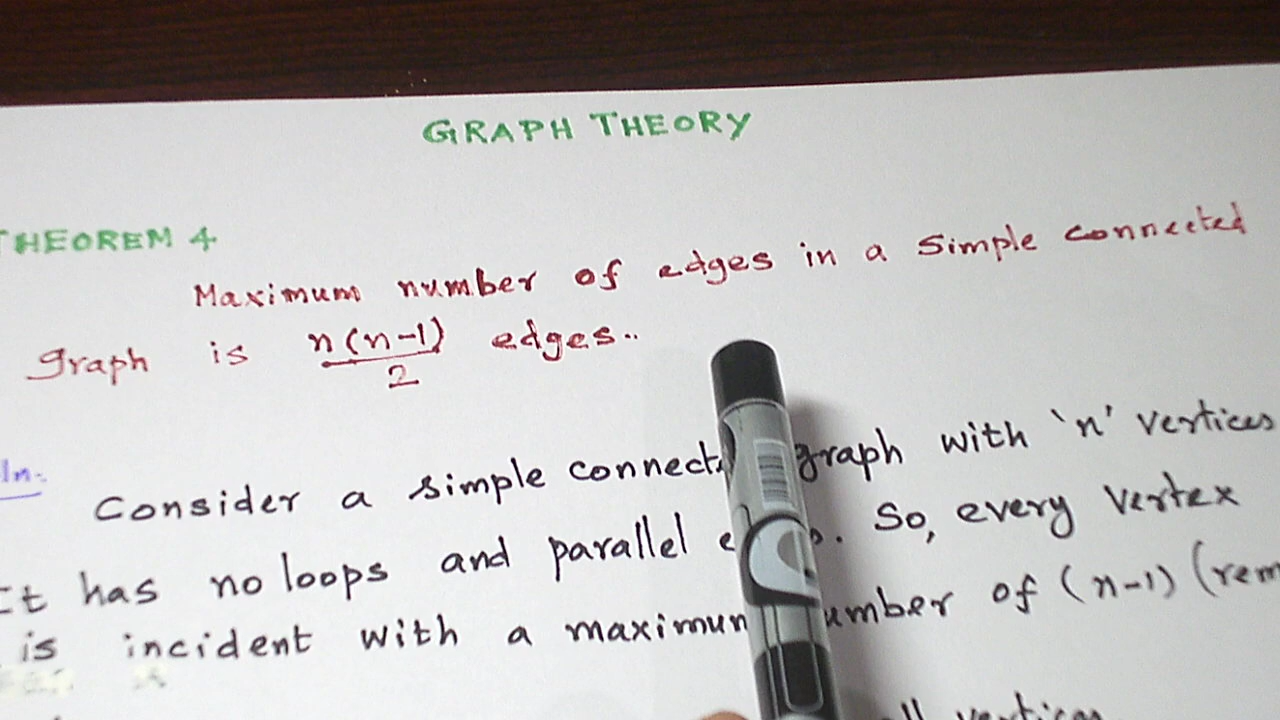 GRAPH THEORY
THEOREM 4
Maximum number of edges in a simple connected
graph is n(n-1)/2 edges..
Consider a simple graph with 'n' vertices
It has no loops and parallel . So, every vertex
is incident with a of (n-1)
vertices